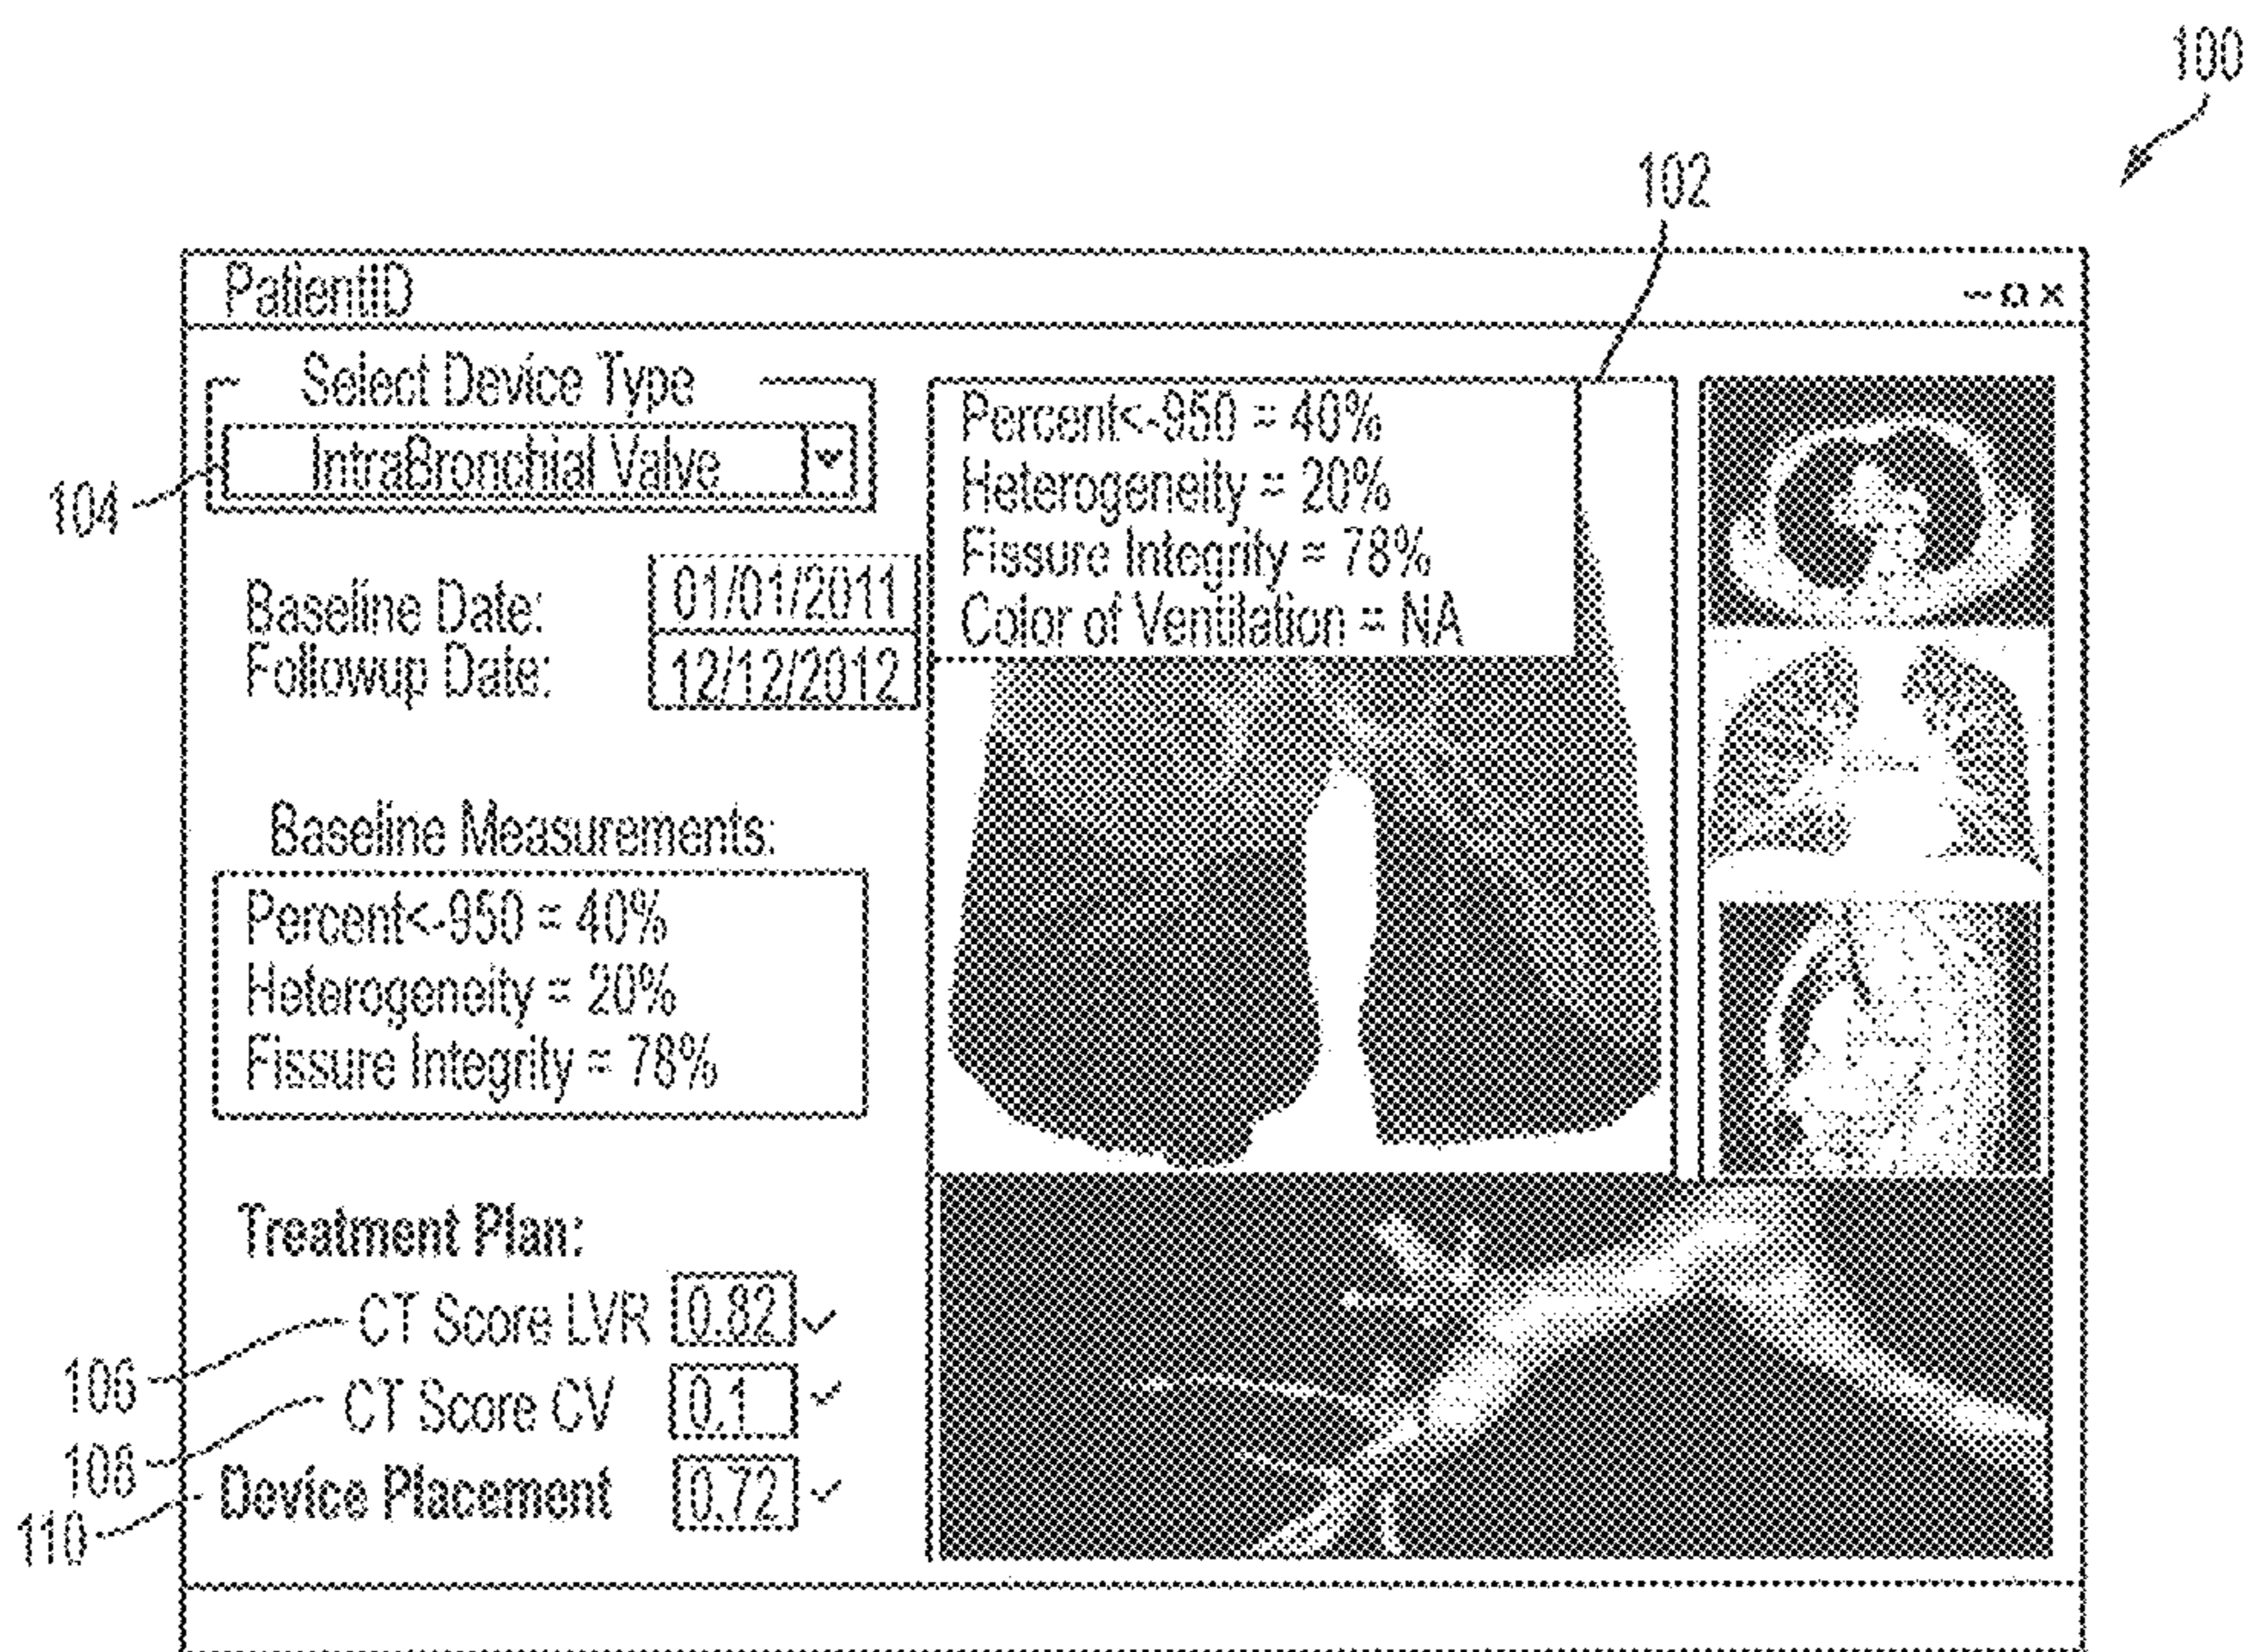 100
102
PatientID
Select Device Type
IntraBronchial Valve
104
Baseline Date: 01/01/2011
Followup Date: 12/12/2012
Baseline Measurements:
Percent<-950 = 40%
Heterogeneity = 20%
Fissure Integrity = 78%
Treatment Plan:
CT Score LVR 0.82 ✓
106
CT Score CV 0.1 ✓
108
Device Placement 0.72 ✓
110
Percent<-950 = 40%
Heterogeneity = 20%
Fissure Integrity = 78%
Color of Ventilation = NA